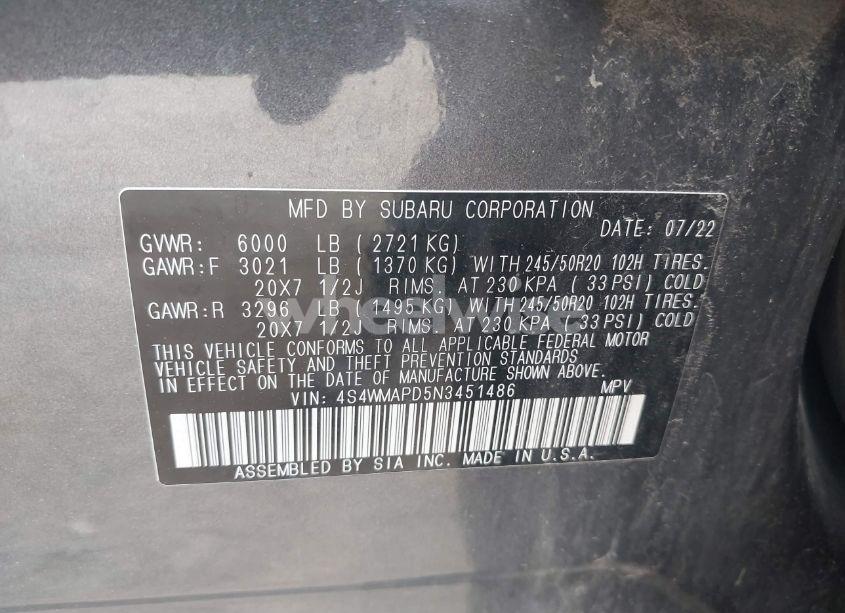 MFD BY SUBARU CORPORATION
DATE: 07/22
GVWR: 6000 LB (2721 KG)
GAWR:F 3021 LB (1370 KG) WITH 245/50R20 102H TIRES.
20X7 1/2J RIMS. AT 230 KPA (33 PSI) COLD
GAWR:R 3296 LB (1495 KG) WITH 245/50R20 102H TIRES.
20X7 1/2J RIMS. AT 230 KPA (33 PSI) COLD
THIS VEHICLE CONFORMS TO ALL APPLICABLE FEDERAL MOTOR
VEHICLE SAFETY AND THEFT PREVENTION STANDARDS
IN EFFECT ON THE DATE OF MANUFACTURE SHOWN ABOVE.
VIN: 4S4WMAPD5N3451486
MPV
ASSEMBLED BY SIA INC. MADE IN U.S.A.